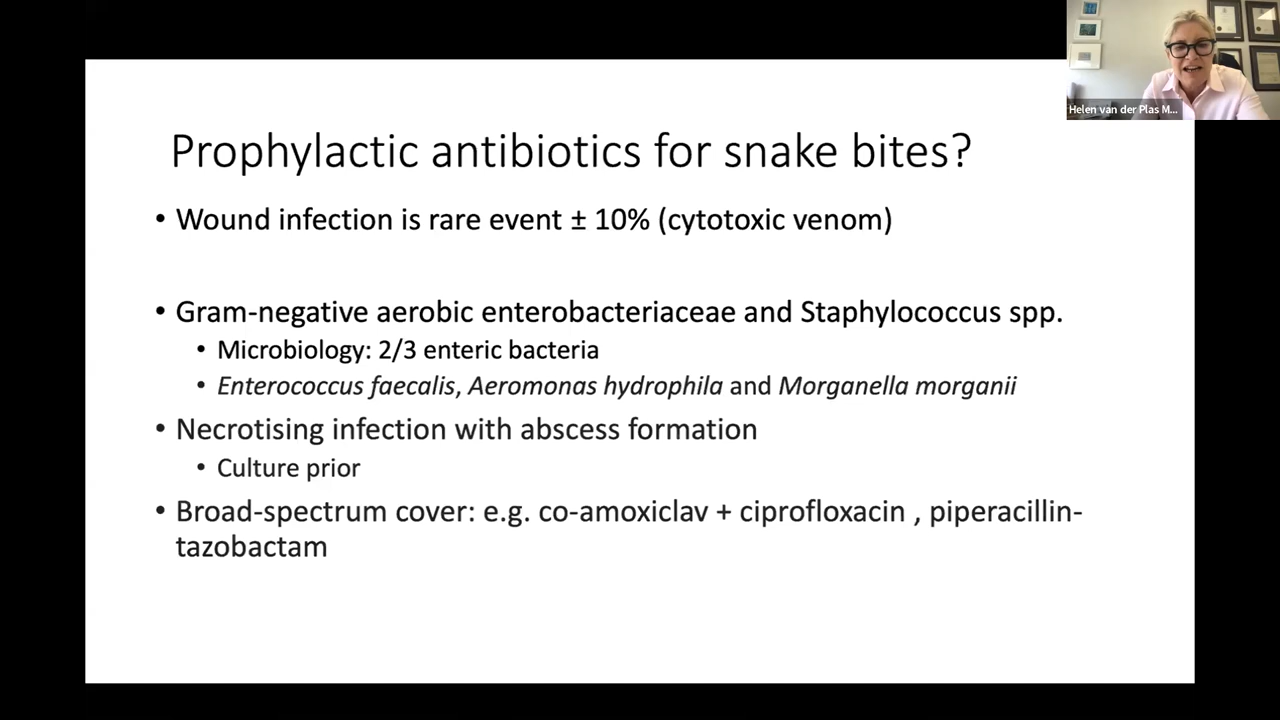 Helen van der Plas M...
Prophylactic antibiotics for snake bites?
• Wound infection is rare event ± 10% (cytotoxic venom)
• Gram-negative aerobic enterobacteriaceae and Staphylococcus spp.
• Microbiology: 2/3 enteric bacteria
• Enterococcus faecalis, Aeromonas hydrophila and Morganella morganii
• Necrotising infection with abscess formation
• Culture prior
• Broad-spectrum cover: e.g. co-amoxiclav + ciprofloxacin , piperacillin-
tazobactam